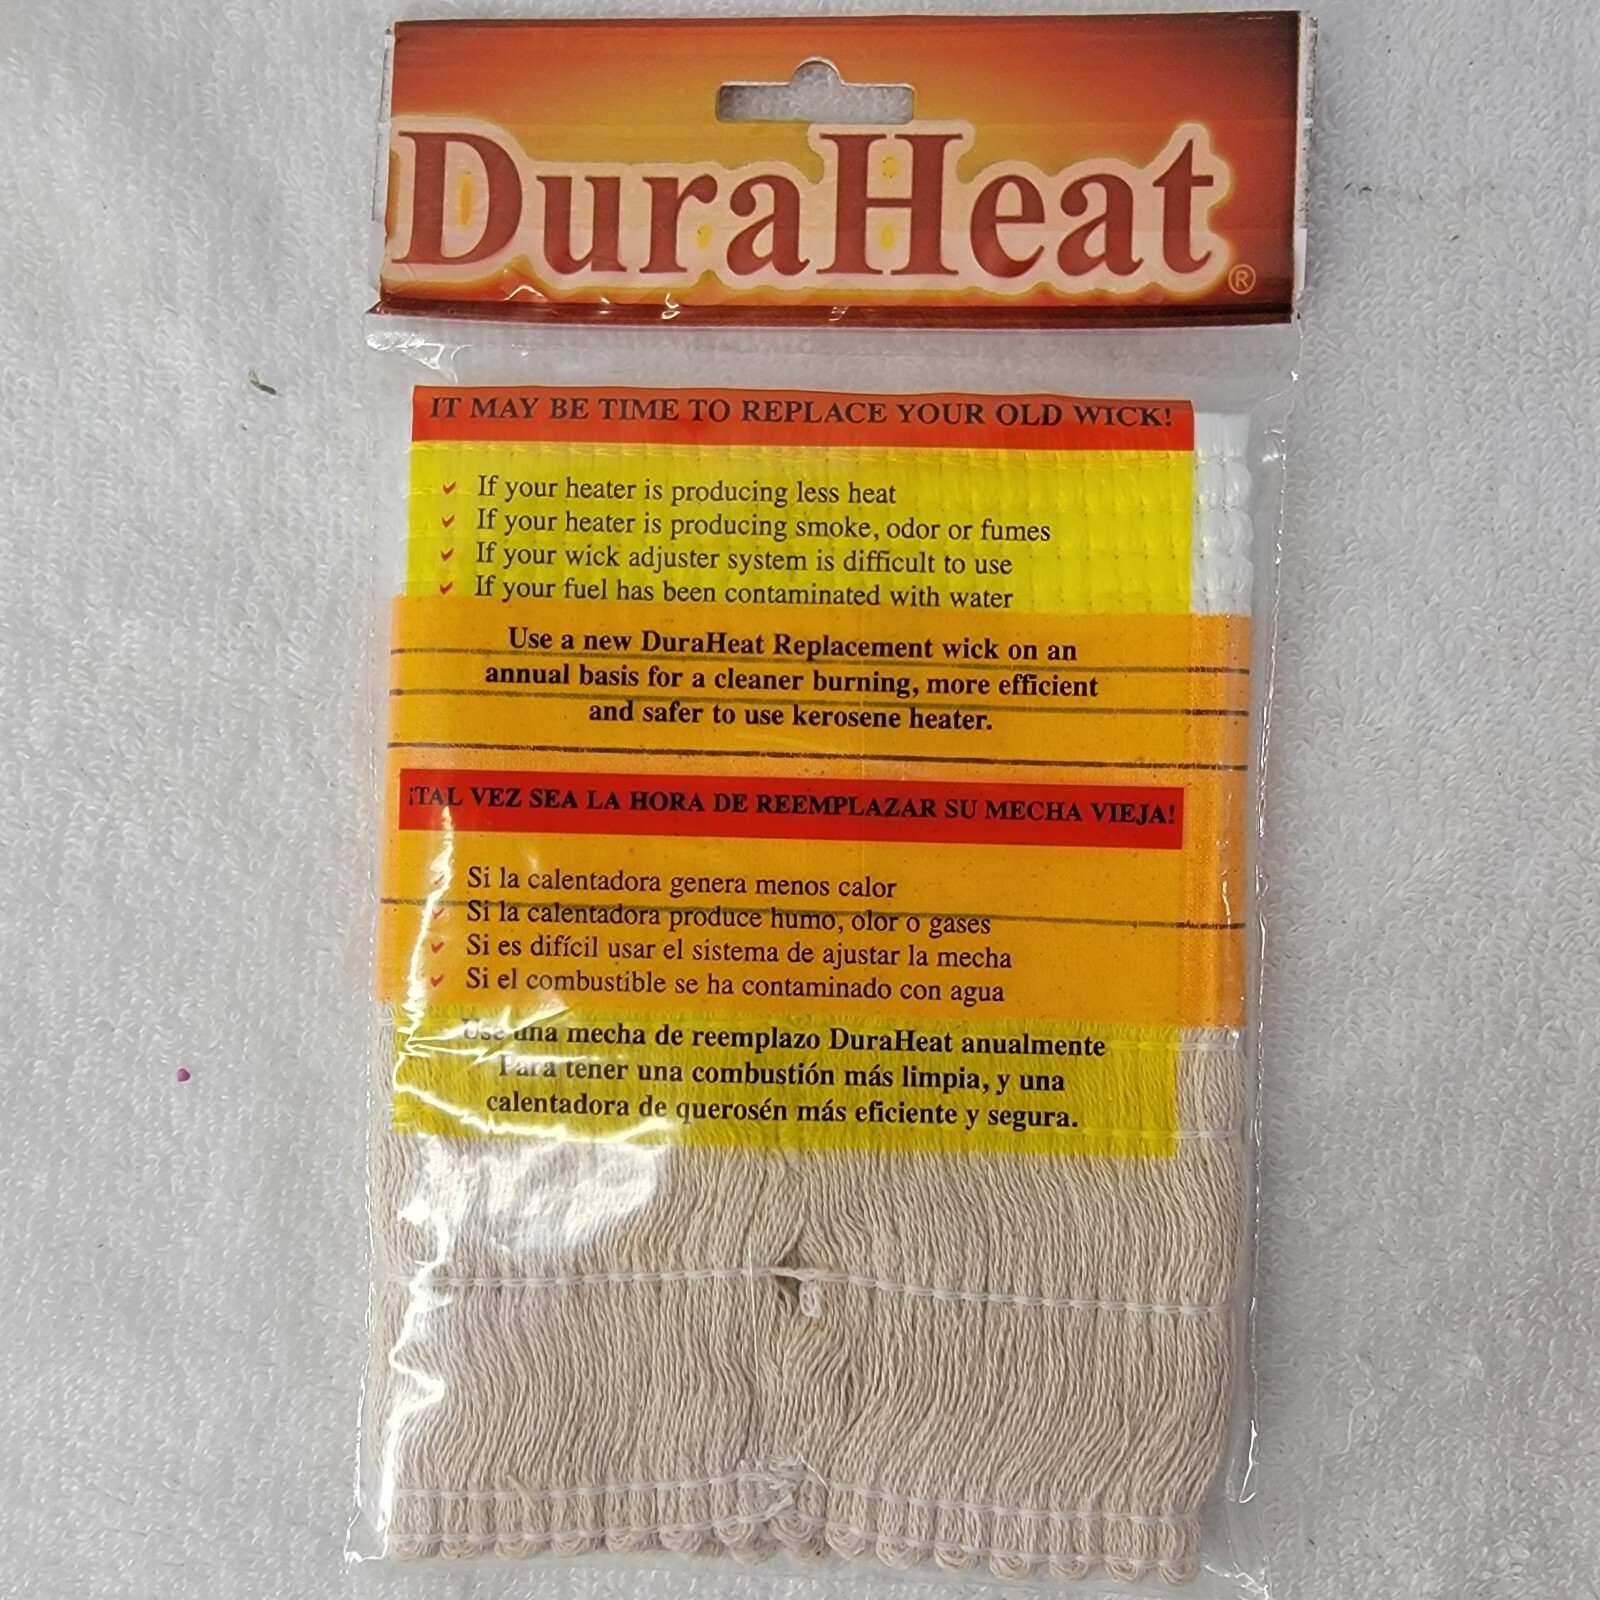 DuraHeat®
IT MAY BE TIME TO REPLACE YOUR OLD WICK!
If your heater is producing less heat
If your heater is producing smoke, odor or fumes
If your wick adjuster system is difficult to use
If your fuel has been contaminated with water
Use a new DuraHeat Replacement wick on an
annual basis for a cleaner burning, more efficient
and safer to use kerosene heater.
¡TAL VEZ SEA LA HORA DE REEMPLAZAR SU MECHA VIEJA!
Si la calentadora genera menos calor
Si la calentadora produce humo, olor o gases
Si es difícil usar el sistema de ajustar la mecha
Si el combustible se ha contaminado con agua
Use una mecha de reemplazo DuraHeat anualmente
Para tener una combustión más limpia, y una
calentadora de querosén más eficiente y segura.